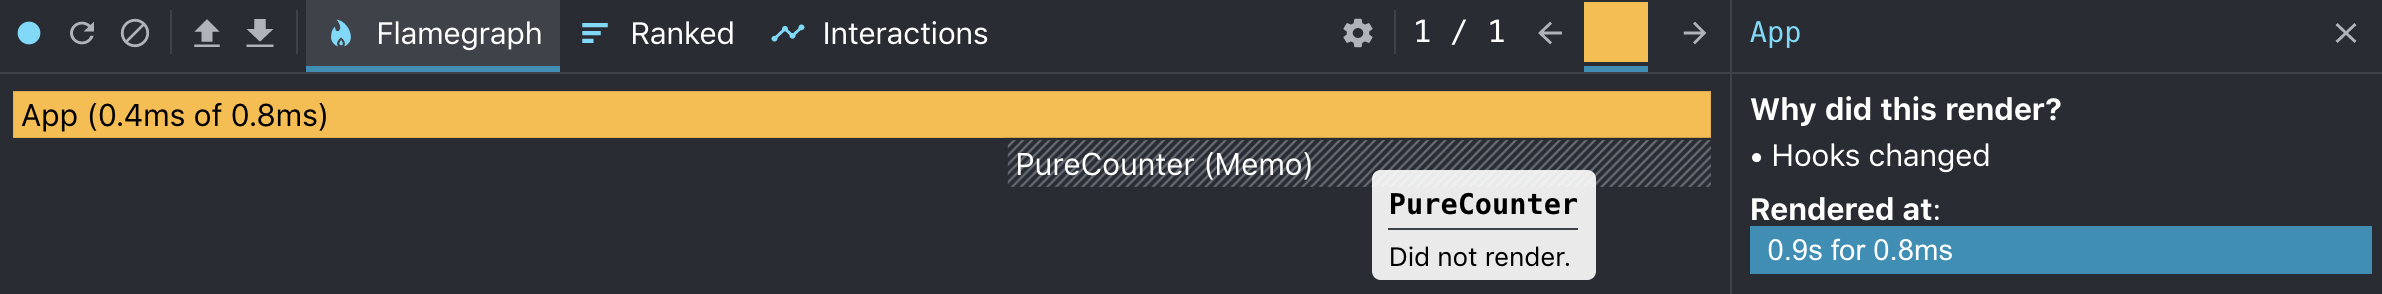 Flamegraph Ranked Interactions 1 / 1 App
App (0.4ms of 0.8ms)
PureCounter (Memo)
PureCounter
Did not render.
Why did this render?
• Hooks changed
Rendered at:
0.9s for 0.8ms